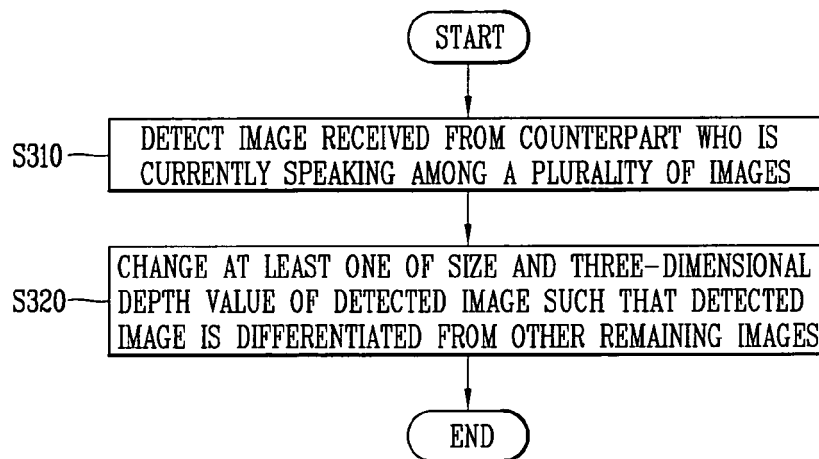 START
S310
DETECT IMAGE RECEIVED FROM COUNTERPART WHO IS
CURRENTLY SPEAKING AMONG A PLURALITY OF IMAGES
S320
CHANGE AT LEAST ONE OF SIZE AND THREE-DIMENSIONAL
DEPTH VALUE OF DETECTED IMAGE SUCH THAT DETECTED
IMAGE IS DIFFERENTIATED FROM OTHER REMAINING IMAGES
END